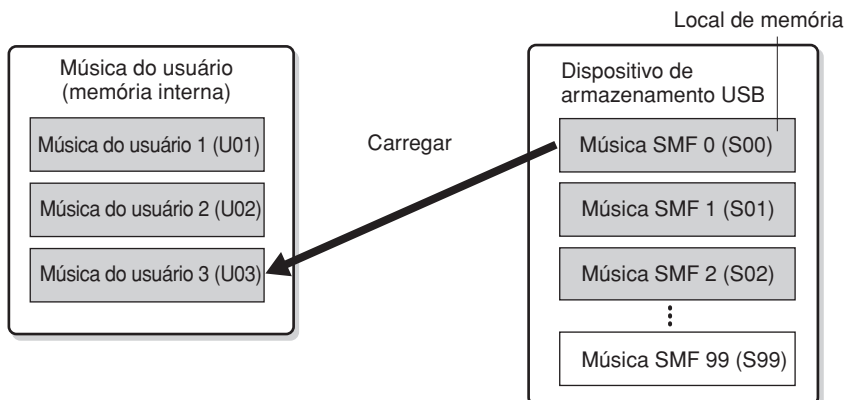 Local de memória
Música do usuário
(memória interna)
Música do usuário 1 (U01)
Música do usuário 2 (U02)
Música do usuário 3 (U03)
Carregar
Dispositivo de
armazenamento USB
Música SMF 0 (S00)
Música SMF 1 (S01)
Música SMF 2 (S02)
Música SMF 99 (S99)